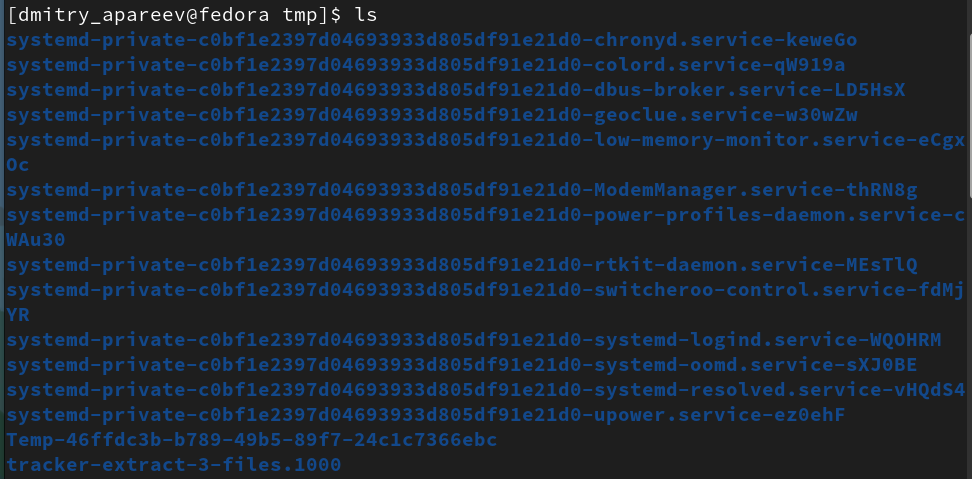 [dmitry_apareev@fedora tmp]$ ls
systemd-private-c0bf1e2397d04693933d805df91e21d0-chronyd.service-keweGo
systemd-private-c0bf1e2397d04693933d805df91e21d0-colord.service-qW919a
systemd-private-c0bf1e2397d04693933d805df91e21d0-dbus-broker.service-LD5HsX
systemd-private-c0bf1e2397d04693933d805df91e21d0-geoclue.service-w30wZw
systemd-private-c0bf1e2397d04693933d805df91e21d0-low-memory-monitor.service-eCgx
Oc
systemd-private-c0bf1e2397d04693933d805df91e21d0-ModemManager.service-thRN8g
systemd-private-c0bf1e2397d04693933d805df91e21d0-power-profiles-daemon.service-c
WAu30
systemd-private-c0bf1e2397d04693933d805df91e21d0-rtkit-daemon.service-MEsTlQ
systemd-private-c0bf1e2397d04693933d805df91e21d0-switcheroo-control.service-fdMj
YR
systemd-private-c0bf1e2397d04693933d805df91e21d0-systemd-logind.service-WQOHRM
systemd-private-c0bf1e2397d04693933d805df91e21d0-systemd-oomd.service-sXJ0BE
systemd-private-c0bf1e2397d04693933d805df91e21d0-systemd-resolved.service-vHQdS4
systemd-private-c0bf1e2397d04693933d805df91e21d0-upower.service-ez0ehF
Temp-46ffdc3b-b789-49b5-89f7-24c1c7366ebc
tracker-extract-3-files.1000